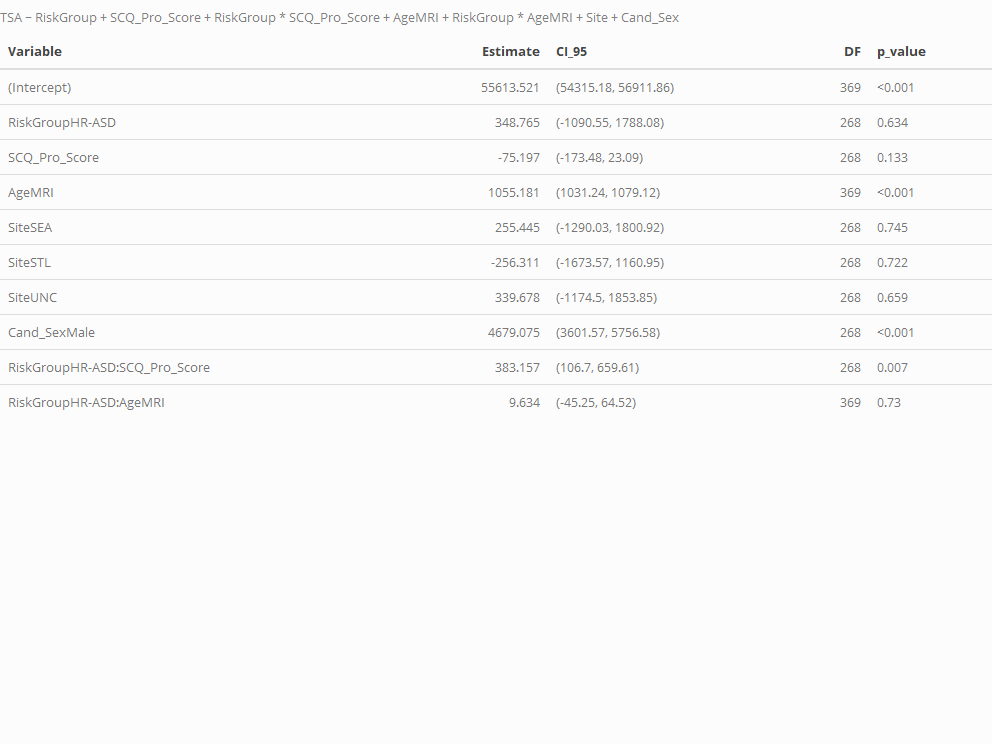 TSA ~ RiskGroup + SCQ_Pro_Score + RiskGroup * SCQ_Pro_Score + AgeMRI + RiskGroup * AgeMRI + Site + Cand_Sex
Variable Estimate CI_95 DF p_value
(Intercept) 55613.521 (54315.18, 56911.86) 369 <0.001
RiskGroupHR-ASD 348.765 (-1090.55, 1788.08) 268 0.634
SCQ_Pro_Score -75.197 (-173.48, 23.09) 268 0.133
AgeMRI 1055.181 (1031.24, 1079.12) 369 <0.001
SiteSEA 255.445 (-1290.03, 1800.92) 268 0.745
SiteSTL -256.311 (-1673.57, 1160.95) 268 0.722
SiteUNC 339.678 (-1174.5, 1853.85) 268 0.659
Cand_SexMale 4679.075 (3601.57, 5756.58) 268 <0.001
RiskGroupHR-ASD:SCQ_Pro_Score 383.157 (106.7, 659.61) 268 0.007
RiskGroupHR-ASD:AgeMRI 9.634 (-45.25, 64.52) 369 0.73